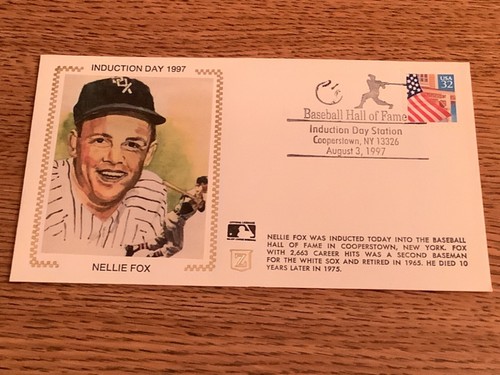 INDUCTION DAY 1997
USA
32
Baseball Hall of Fame
Induction Day Station
Cooperstown, NY 13326
August 3, 1997
NELLIE FOX WAS INDUCTED TODAY INTO THE BASEBALL
HALL OF FAME IN COOPERSTOWN, NEW YORK. FOX
WITH 2,663 CAREER HITS WAS A SECOND BASEMAN
FOR THE WHITE SOX AND RETIRED IN 1965. HE DIED 10
YEARS LATER IN 1975.
NELLIE FOX